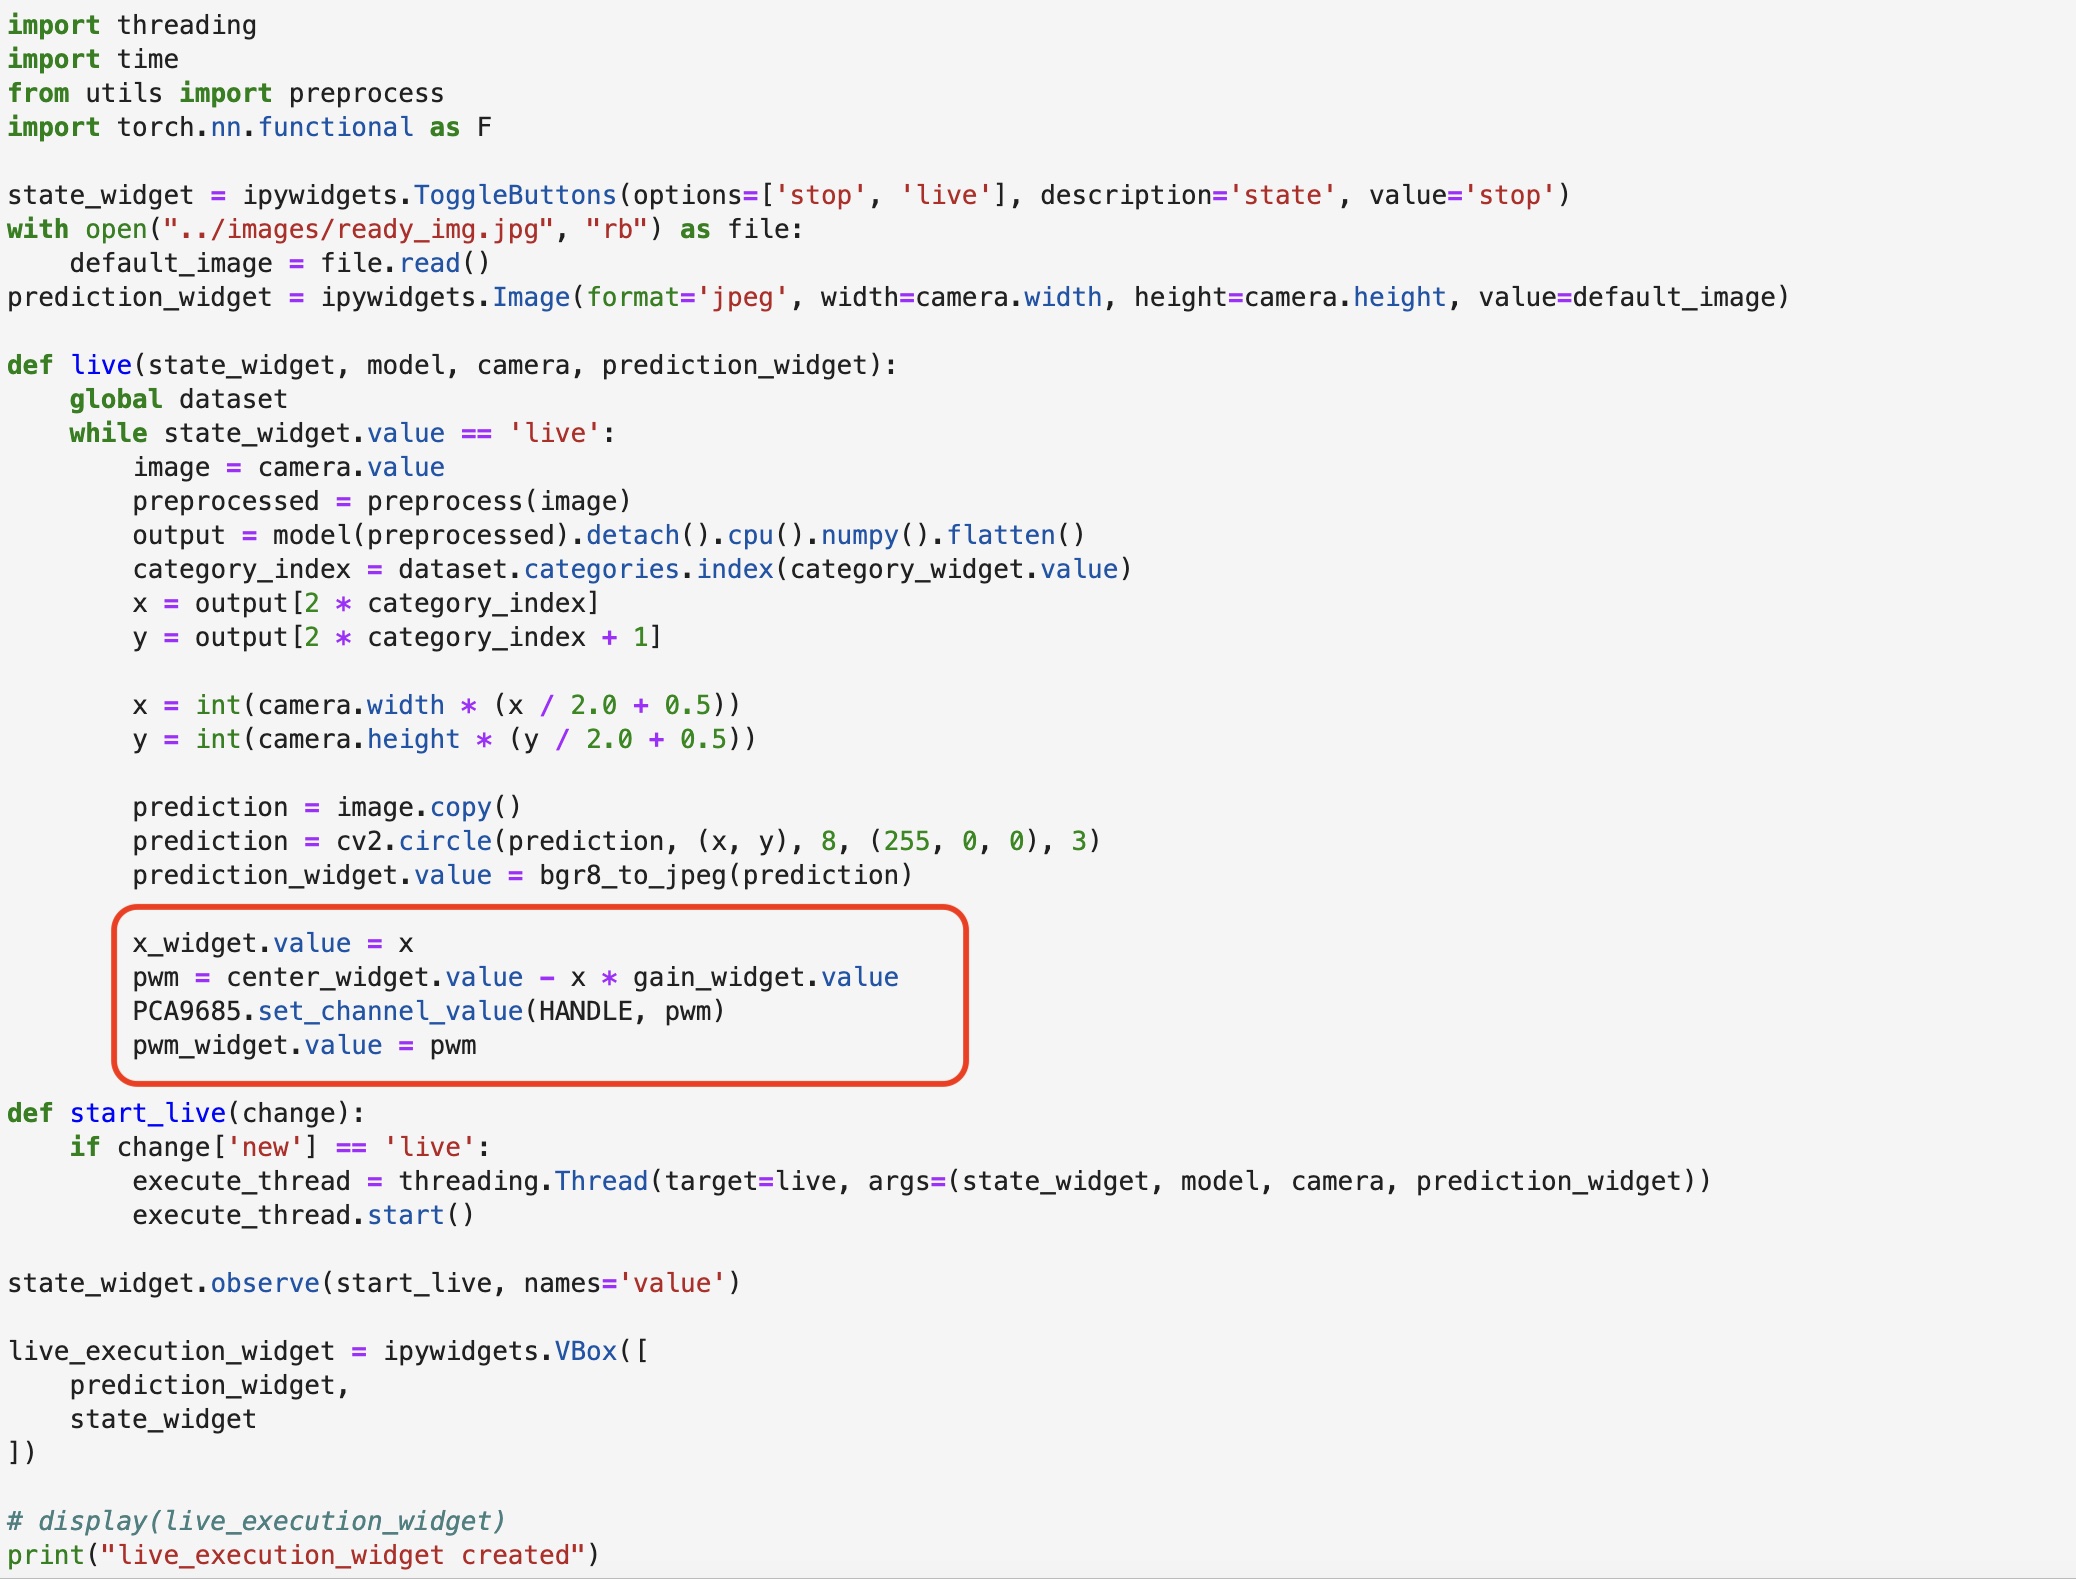 import threading
import time
from utils import preprocess
import torch.nn.functional as F

state_widget = ipywidgets.ToggleButtons(options=['stop', 'live'], description='state', value='stop')
with open("../images/ready_img.jpg", "rb") as file:
    default_image = file.read()
prediction_widget = ipywidgets.Image(format='jpeg', width=camera.width, height=camera.height, value=default_image)

def live(state_widget, model, camera, prediction_widget):
    global dataset
    while state_widget.value == 'live':
        image = camera.value
        preprocessed = preprocess(image)
        output = model(preprocessed).detach().cpu().numpy().flatten()
        category_index = dataset.categories.index(category_widget.value)
        x = output[2 * category_index]
        y = output[2 * category_index + 1]

        x = int(camera.width * (x / 2.0 + 0.5))
        y = int(camera.height * (y / 2.0 + 0.5))

        prediction = image.copy()
        prediction = cv2.circle(prediction, (x, y), 8, (255, 0, 0), 3)
        prediction_widget.value = bgr8_to_jpeg(prediction)

        x_widget.value = x
        pwm = center_widget.value - x * gain_widget.value
        PCA9685.set_channel_value(HANDLE, pwm)
        pwm_widget.value = pwm

def start_live(change):
    if change['new'] == 'live':
        execute_thread = threading.Thread(target=live, args=(state_widget, model, camera, prediction_widget))
        execute_thread.start()

state_widget.observe(start_live, names='value')

live_execution_widget = ipywidgets.VBox([
    prediction_widget,
    state_widget
])

# display(live_execution_widget)
print("live_execution_widget created")